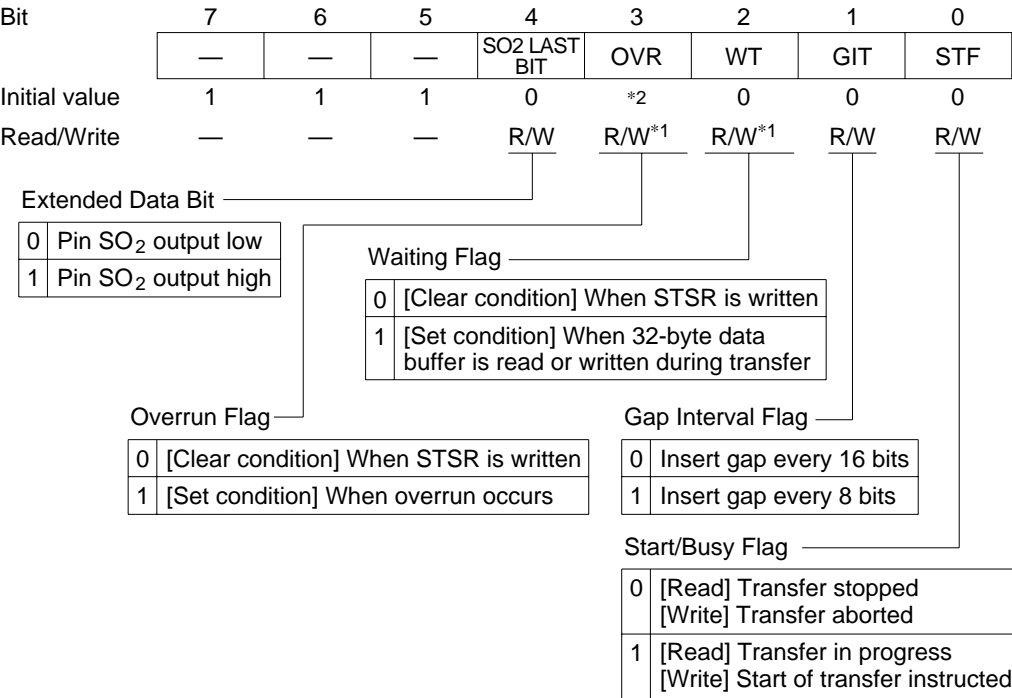 Bit 7 6 5 4 3 2 1 0
— — — SO2 LAST BIT OVR WT GIT STF
Initial value 1 1 1 0 *2 0 0 0
Read/Write — — — R/W R/W*1 R/W*1 R/W R/W
Extended Data Bit
0 Pin SO2 output low
1 Pin SO2 output high
Waiting Flag
0 [Clear condition] When STSR is written
1 [Set condition] When 32-byte data
buffer is read or written during transfer
Overrun Flag
0 [Clear condition] When STSR is written
1 [Set condition] When overrun occurs
Gap Interval Flag
0 Insert gap every 16 bits
1 Insert gap every 8 bits
Start/Busy Flag
0 [Read] Transfer stopped
[Write] Transfer aborted
1 [Read] Transfer in progress
[Write] Start of transfer instructed